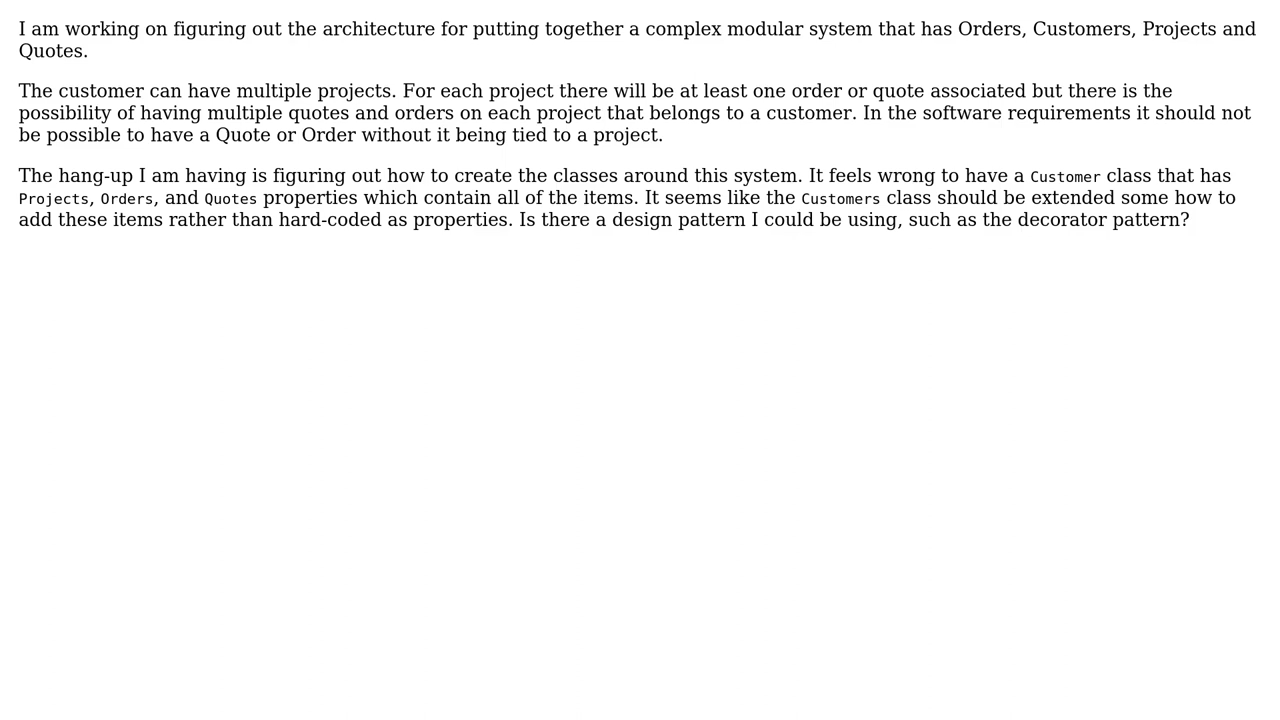 I am working on figuring out the architecture for putting together a complex modular system that has Orders, Customers, Projects and
Quotes.
The customer can have multiple projects. For each project there will be at least one order or quote associated but there is the
possibility of having multiple quotes and orders on each project that belongs to a customer. In the software requirements it should not
be possible to have a Quote or Order without it being tied to a project.
The hang-up I am having is figuring out how to create the classes around this system. It feels wrong to have a Customer class that has
Projects, Orders, and Quotes properties which contain all of the items. It seems like the Customers class should be extended some how to
add these items rather than hard-coded as properties. Is there a design pattern I could be using, such as the decorator pattern?